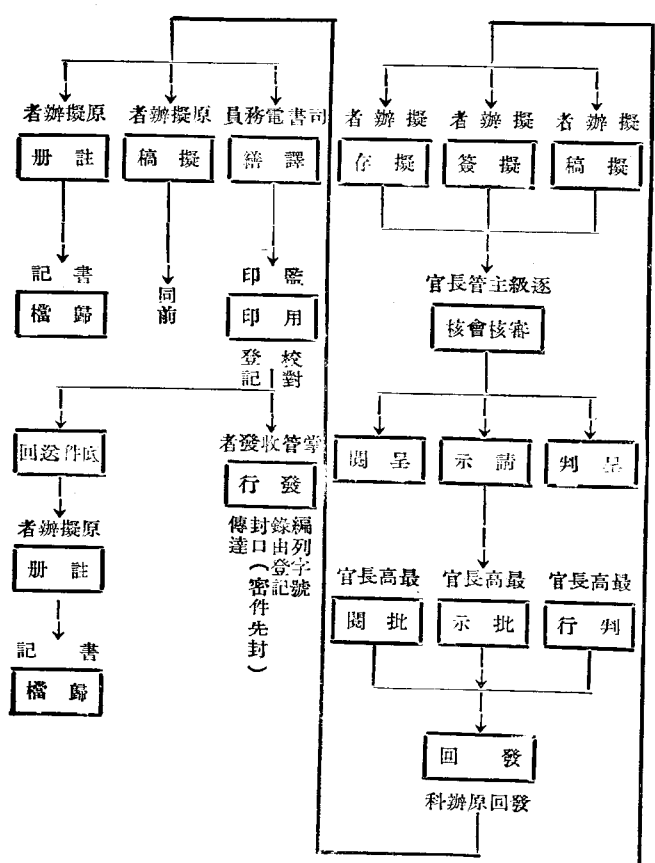 擬辦者
擬稿
擬辦者
擬簽
擬辦者
擬存
逐級主管長官
審核會核
呈判
請示
呈閱
最高長官
判行
最高長官
批示
最高長官
批閱
發回
發回原辦科
司書電務員
譯繕
監印
用印
校對
登記
原擬辦者
擬稿
同前
原擬辦者
註册
書記
歸檔
掌管收發者
發行
編列字號
錄由登記
封口（密件先封）
傳達
底件送回
原擬辦者
註册
書記
歸檔